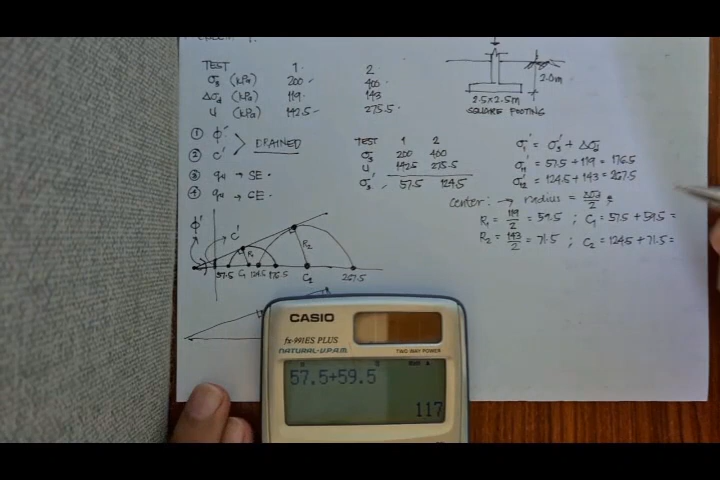 TEST 1 2
σ3 (kPa) 200 400
Δσd (kPa) 119 143
u (kPa) 142.5 275.5
2.0m
2.5 x 2.5m
SQUARE FOOTING
① φ'
② c'
DRAINED
③ qu → SE
④ qu → CE
TEST 1 2
σ3 200 400
u 142.5 275.5
σ3' 57.5 124.5
σ1' = σ3' + Δσd
σ11' = 57.5 + 119 = 176.5
σ12' = 124.5 + 143 = 267.5
center: → radius = Δσd/2
R1 = 119/2 = 59.5 ; C1 = 57.5 + 59.5 =
R2 = 143/2 = 71.5 ; C2 = 124.5 + 71.5 =
φ' c' R1 R2
57.5 C1 124.5 176.5 C2 267.5
CASIO
fx-991ES PLUS
NATURAL-V.P.A.M.
TWO WAY POWER
57.5+59.5
117